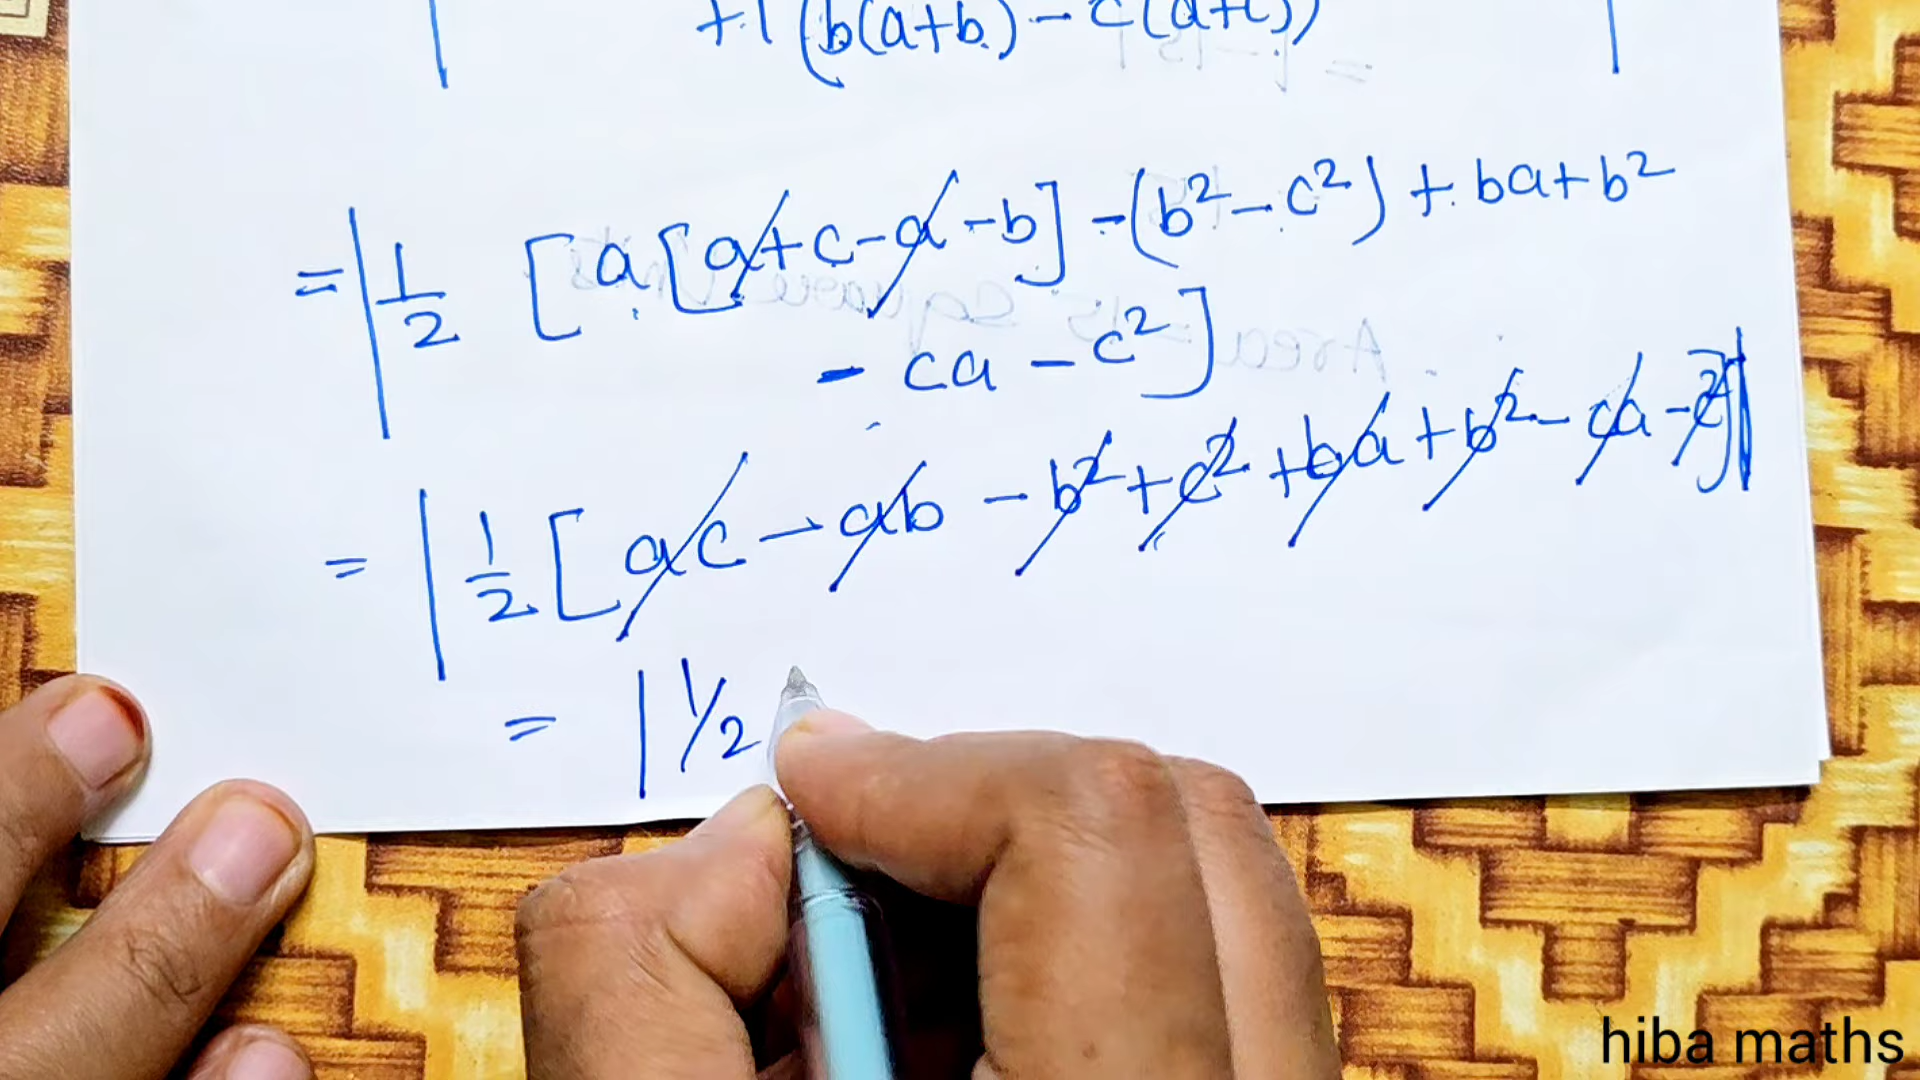 +1 (b(a+b) - c(a+c))
= | 1/2 [a [a+c-a-b] - (b² - c²) + ba + b²
- ca - c²]
= | 1/2 [ac - ab - b² + c² + ba + b² - ca - c²] |
= | 1/2
hiba maths